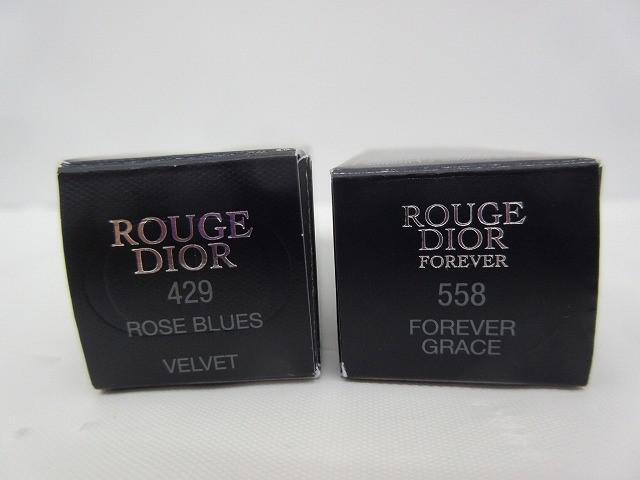 ROUGE
DIOR
429
ROSE BLUES
VELVET
ROUGE
DIOR
FOREVER
558
FOREVER
GRACE